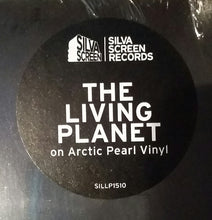 SILVA
SCREEN
SILVA
SCREEN
RECORDS
THE
LIVING
PLANET
on Arctic Pearl Vinyl
SILLP1510